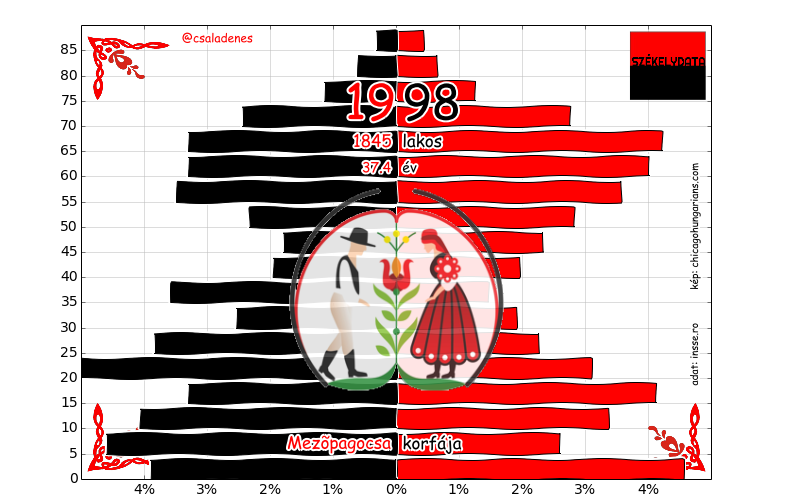 @csaladenes
SZÉKELYDATA
1998
1845 lakos
37.4 év
kép: chicagohungarians.com
adat: insse.ro
Mezõpagocsa korfája
85
80
75
70
65
60
55
50
45
40
35
30
25
20
15
10
5
0
4% 3% 2% 1% 0% 1% 2% 3% 4%